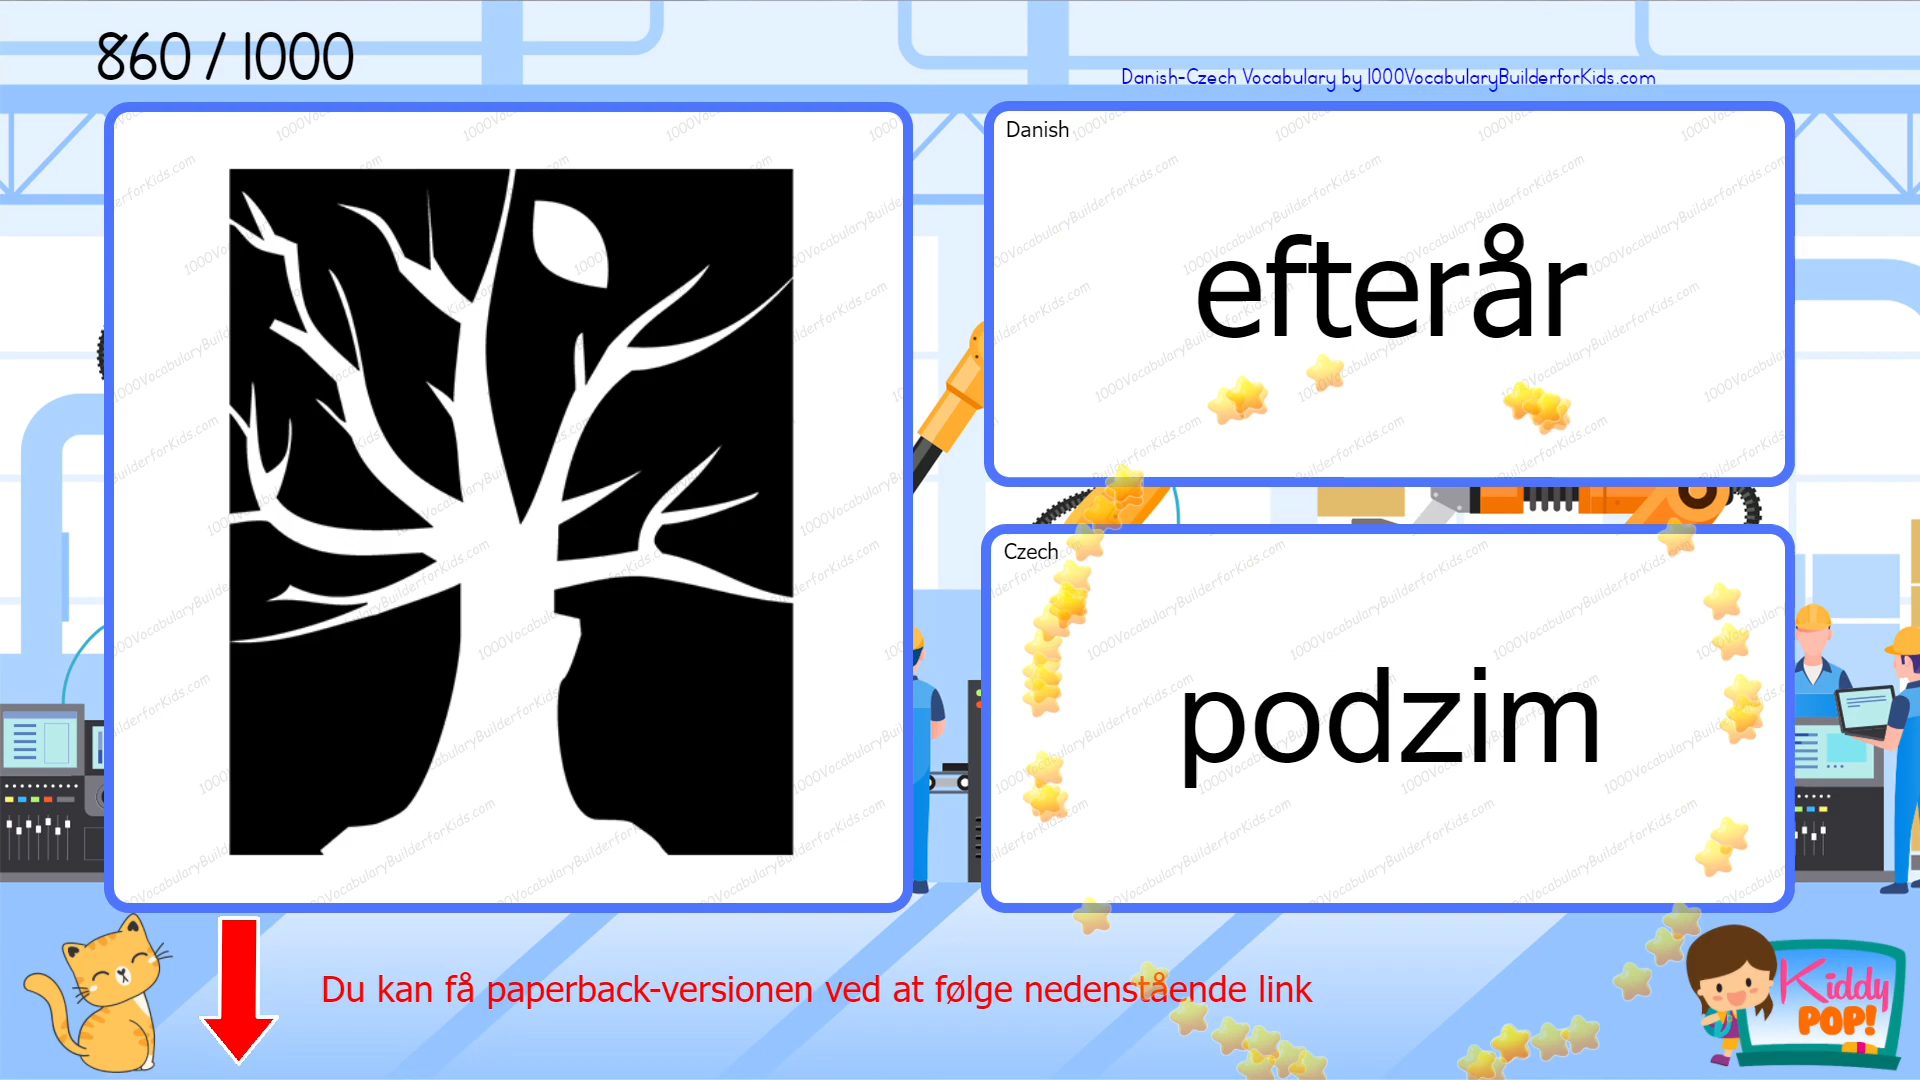 860 / 1000
Danish-Czech Vocabulary by 1000VocabularyBuilderforKids.com
Danish
efterår
Czech
podzim
Du kan få paperback-versionen ved at følge nedenstående link
Kiddy
POP!